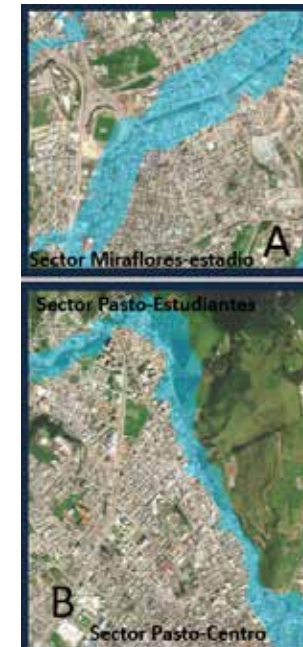 A
Sector Miraflores-estadio
Sector Pasto-Estudiantes
B
Sector Pasto-Centro